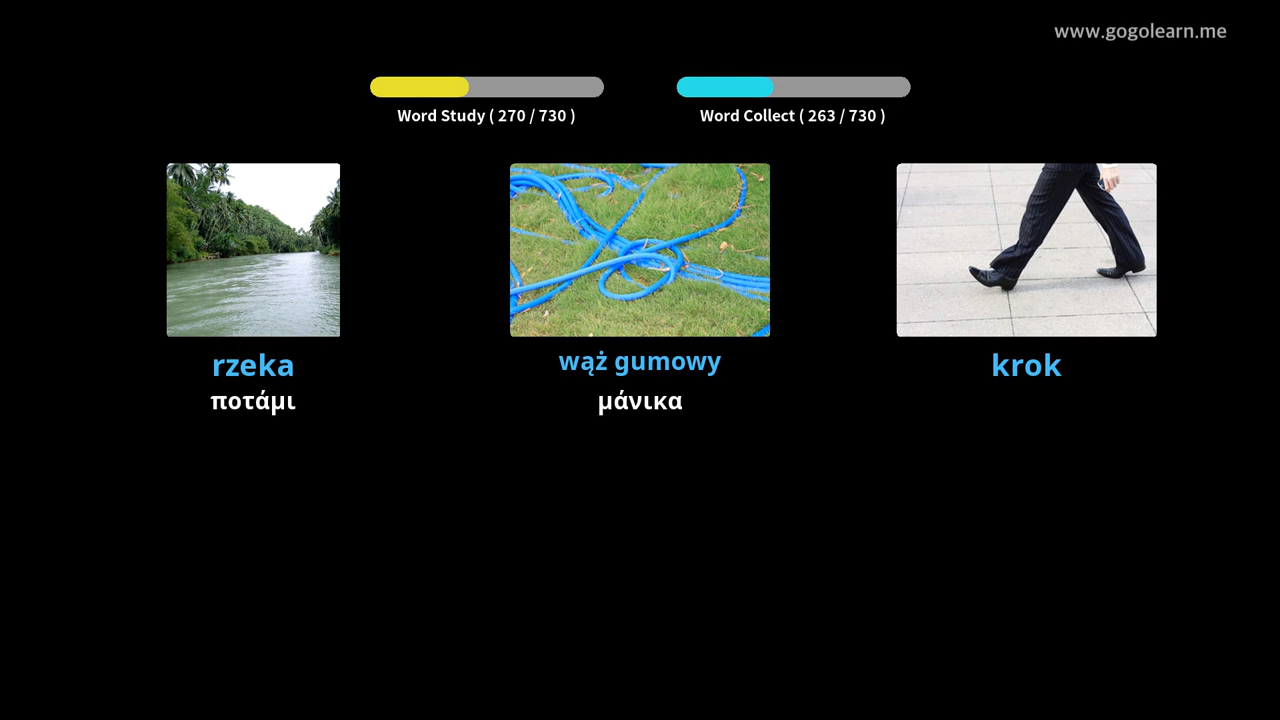 www.gogolearn.me
Word Study ( 270 / 730 )
Word Collect ( 263 / 730 )
rzeka
wąż gumowy
krok
ποτάμι
μάνικα